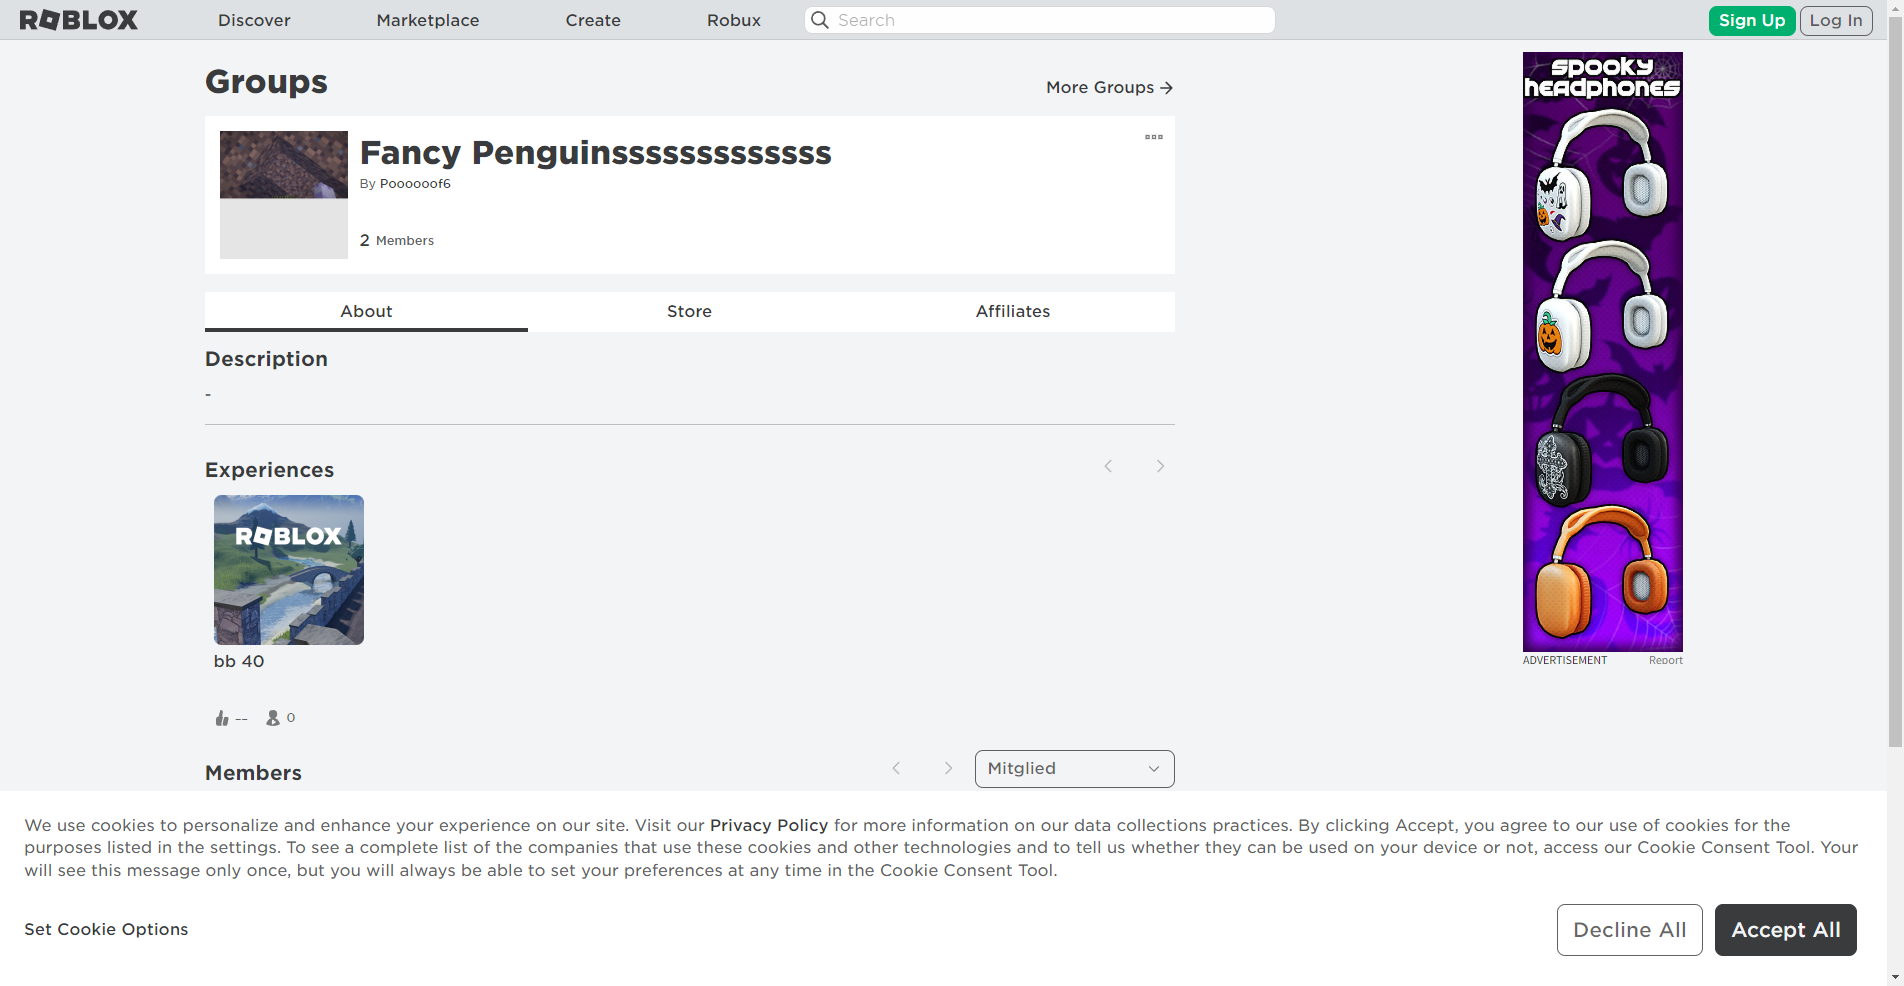 ROBLOX
Discover
Marketplace
Create
Robux
Search
Sign Up
Log In
Groups
More Groups
Fancy Penguinsssssssssssss
By Poooooof6
2 Members
About
Store
Affiliates
Description
-
Experiences
ROBLOX
bb 40
--
0
Members
Mitglied
spooky
headphones
ADVERTISEMENT
Report
We use cookies to personalize and enhance your experience on our site. Visit our Privacy Policy for more information on our data collections practices. By clicking Accept, you agree to our use of cookies for the
purposes listed in the settings. To see a complete list of the companies that use these cookies and other technologies and to tell us whether they can be used on your device or not, access our Cookie Consent Tool. Your
will see this message only once, but you will always be able to set your preferences at any time in the Cookie Consent Tool.
Set Cookie Options
Decline All
Accept All